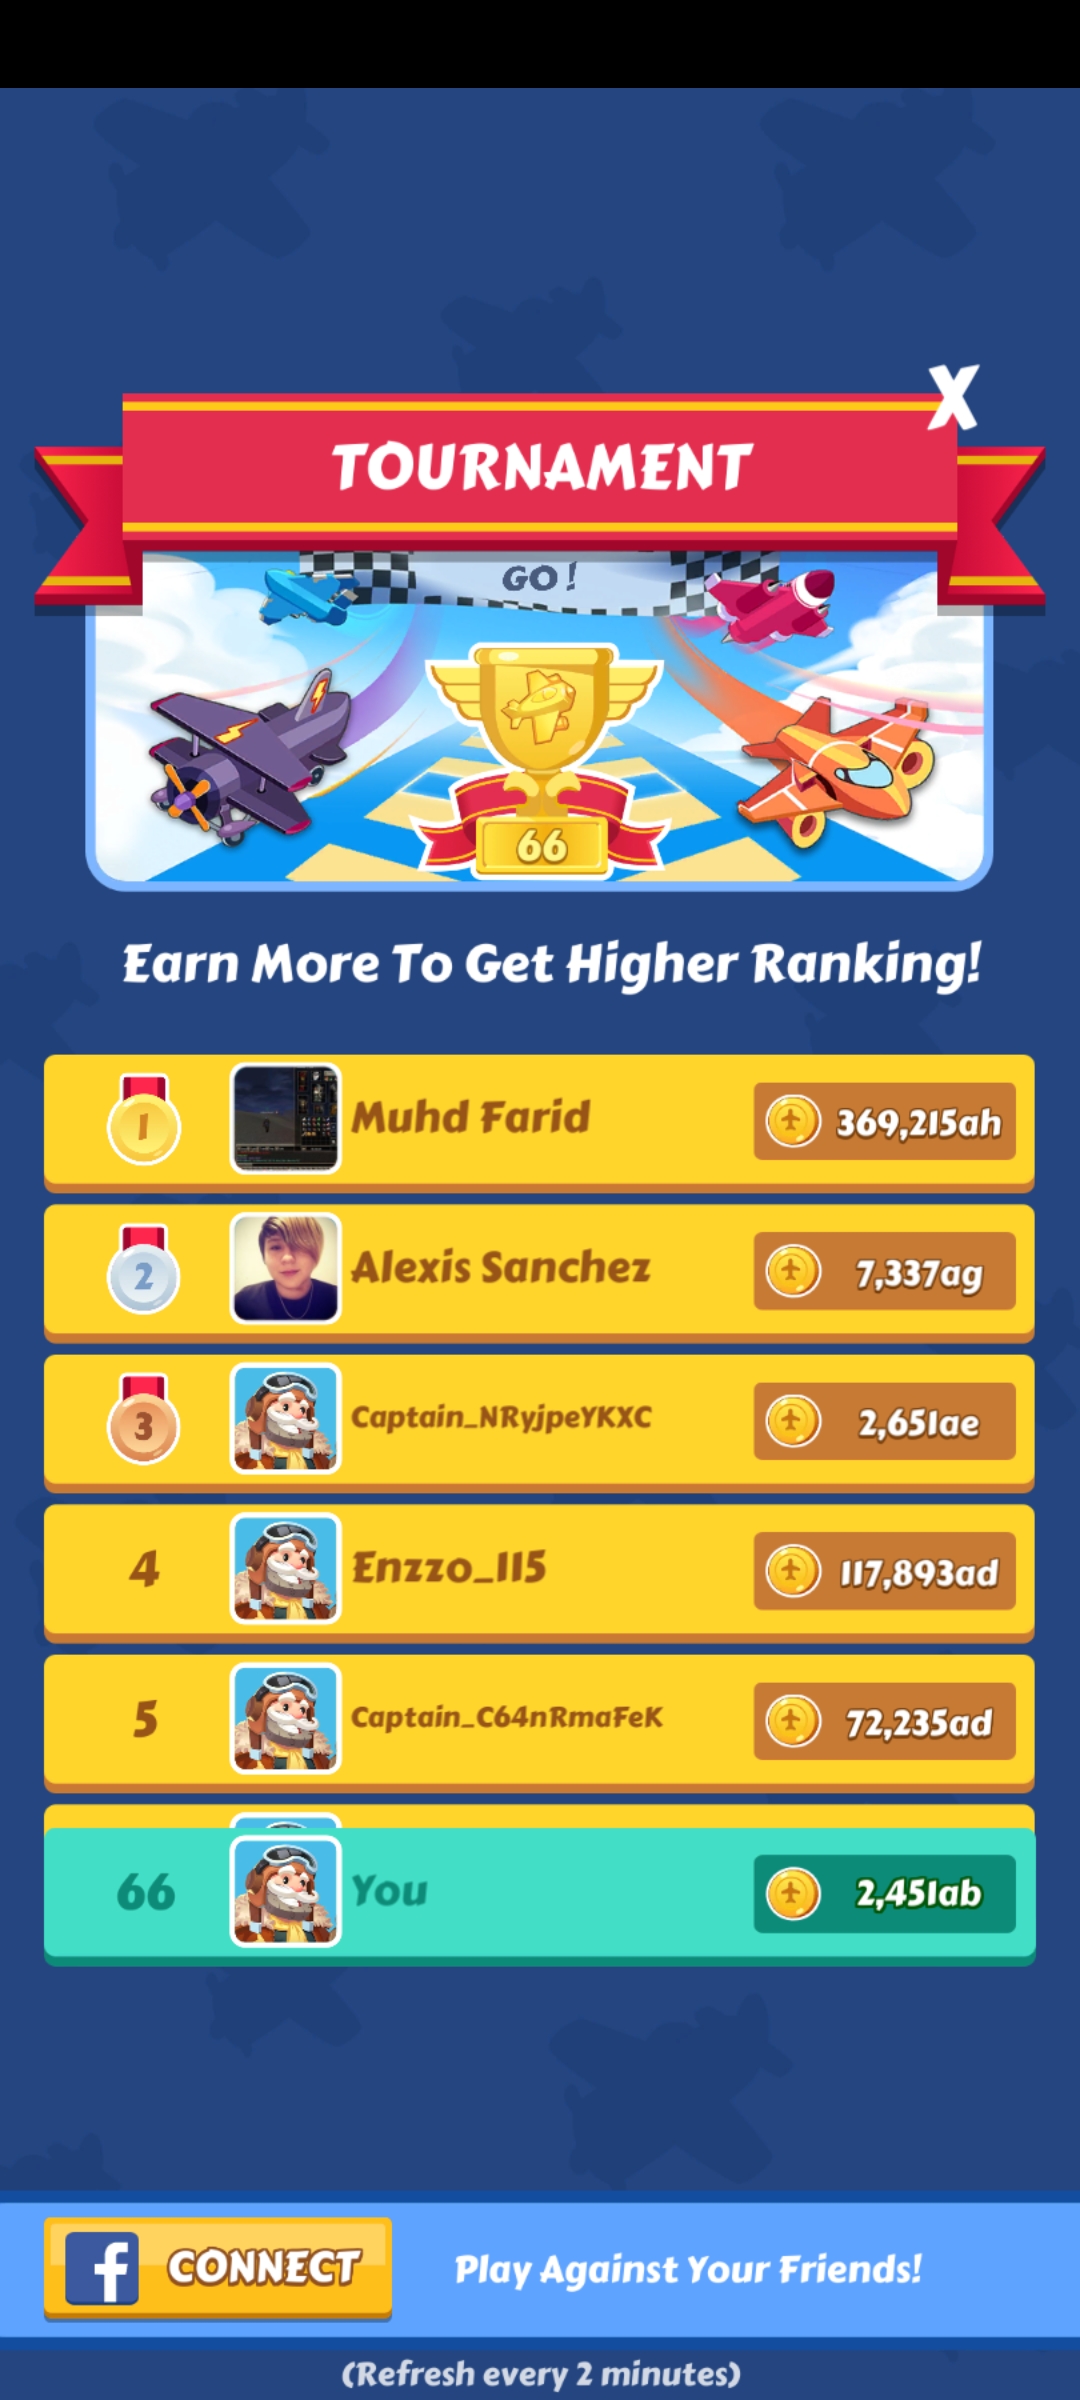 X
TOURNAMENT
GO!
66
Earn More To Get Higher Ranking!
1 Muhd Farid 369,215ah
2 Alexis Sanchez 7,337ag
3 Captain_NRyjpeYKXC 2,651ae
4 Enzzo_115 117,893ad
5 Captain_C64nRmaFeK 72,235ad
66 You 2,451ab
f CONNECT Play Against Your Friends!
(Refresh every 2 minutes)